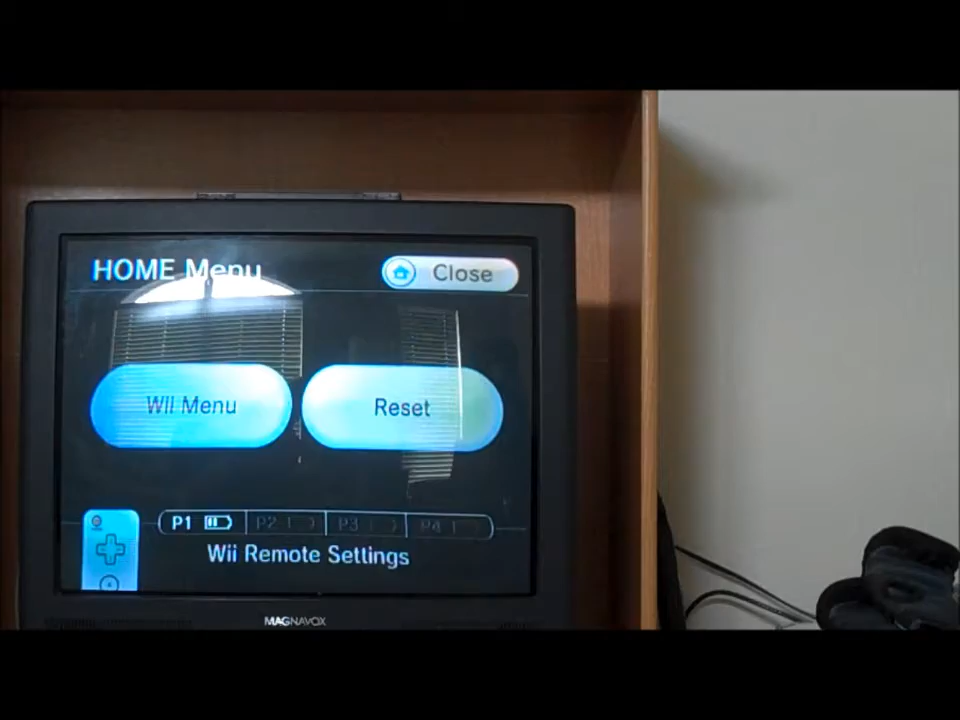 HOME Menu
Close
Wii Menu
Reset
P1 P2 P3 P4
Wii Remote Settings
MAGNAVOX